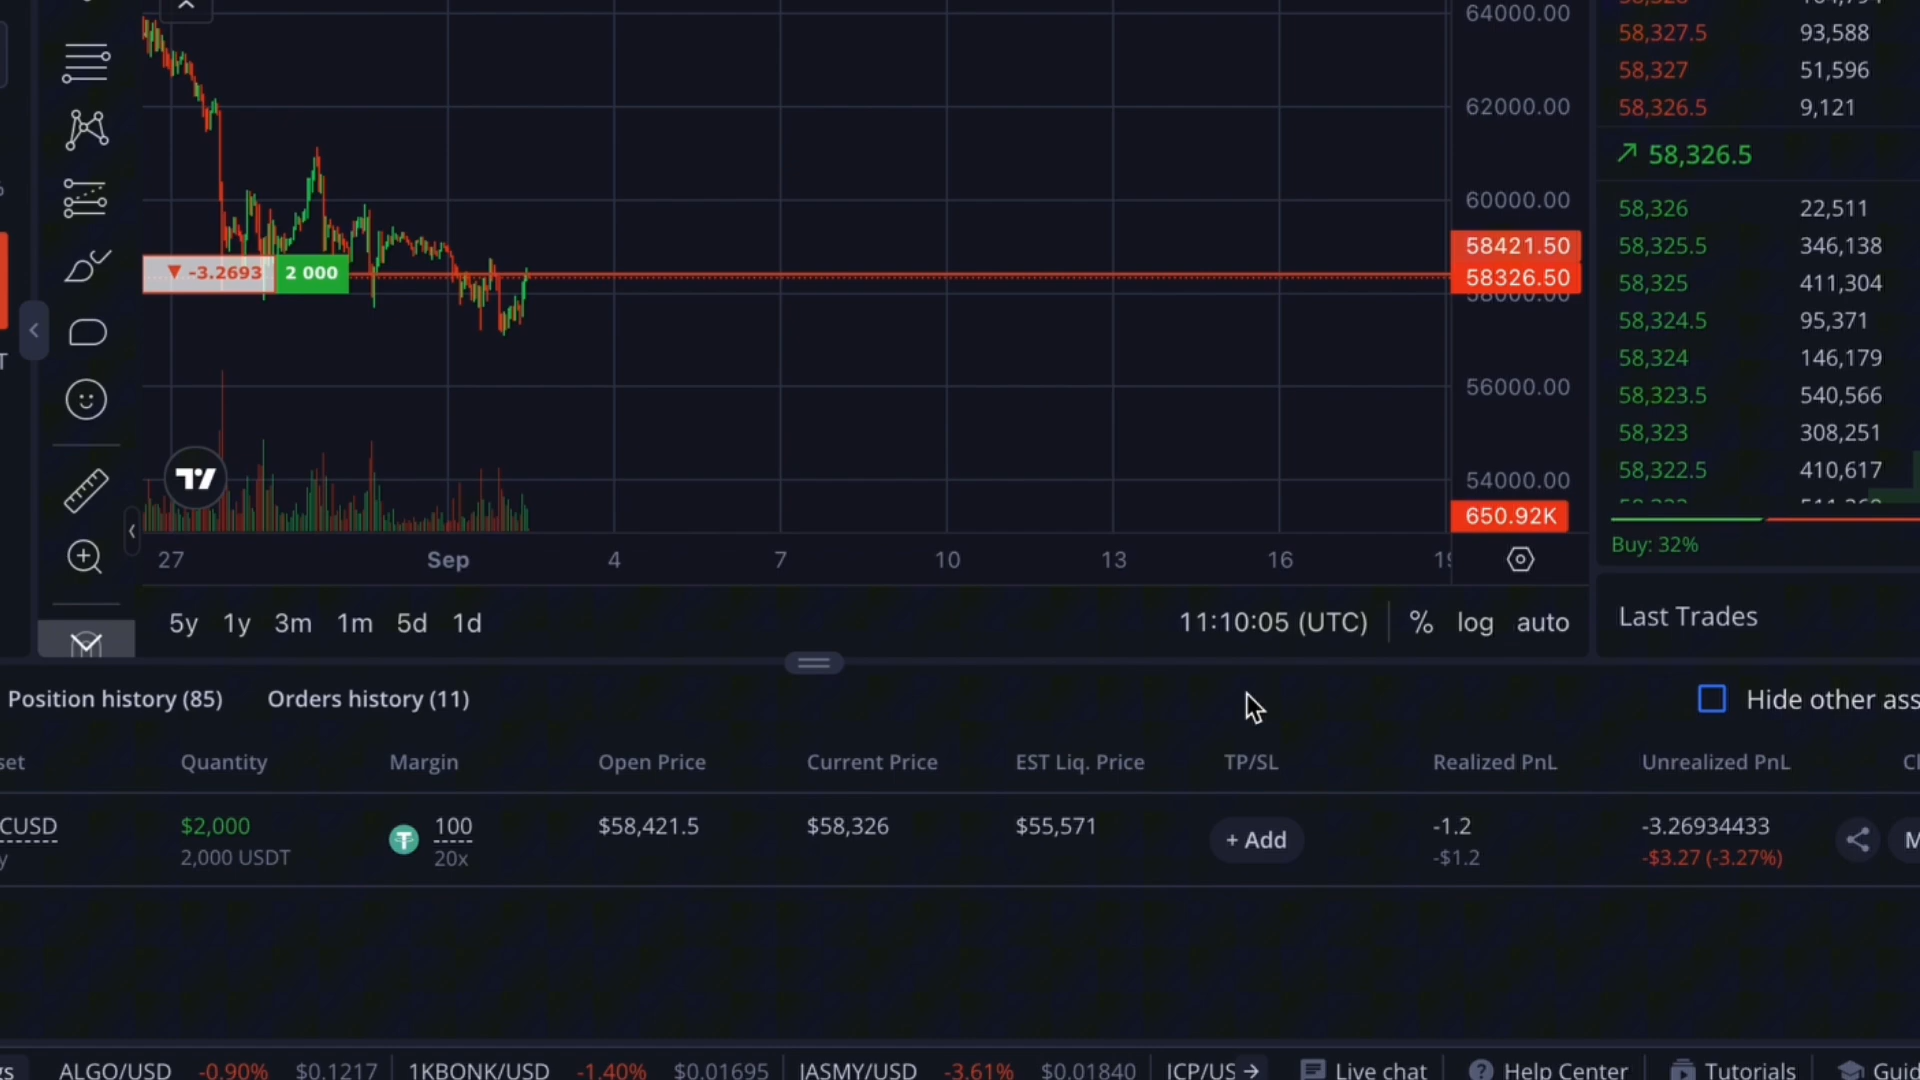 64000.00
62000.00
60000.00
58421.50
58326.50
56000.00
54000.00
650.92K
▼ -3.2693 2 000
27 Sep 4 7 10 13 16
5y 1y 3m 1m 5d 1d
11:10:05 (UTC) % log auto
58,327.5 93,588
58,327 51,596
58,326.5 9,121
↗ 58,326.5
58,326 22,511
58,325.5 346,138
58,325 411,304
58,324.5 95,371
58,324 146,179
58,323.5 540,566
58,323 308,251
58,322.5 410,617
Buy: 32%
Last Trades
Position history (85) Orders history (11) Hide other ass
set Quantity Margin Open Price Current Price EST Liq. Price TP/SL Realized PnL Unrealized PnL Cl
CUSD $2,000 100 $58,421.5 $58,326 $55,571 + Add -1.2 -3.26934433 M
y 2,000 USDT 20x -$1.2 -$3.27 (-3.27%)
gs ALGO/USD -0.90% $0.1217 1KBONK/USD -1.40% $0.01695 JASMY/USD -3.61% $0.01840 ICP/US → Live chat Help Center Tutorials Guid